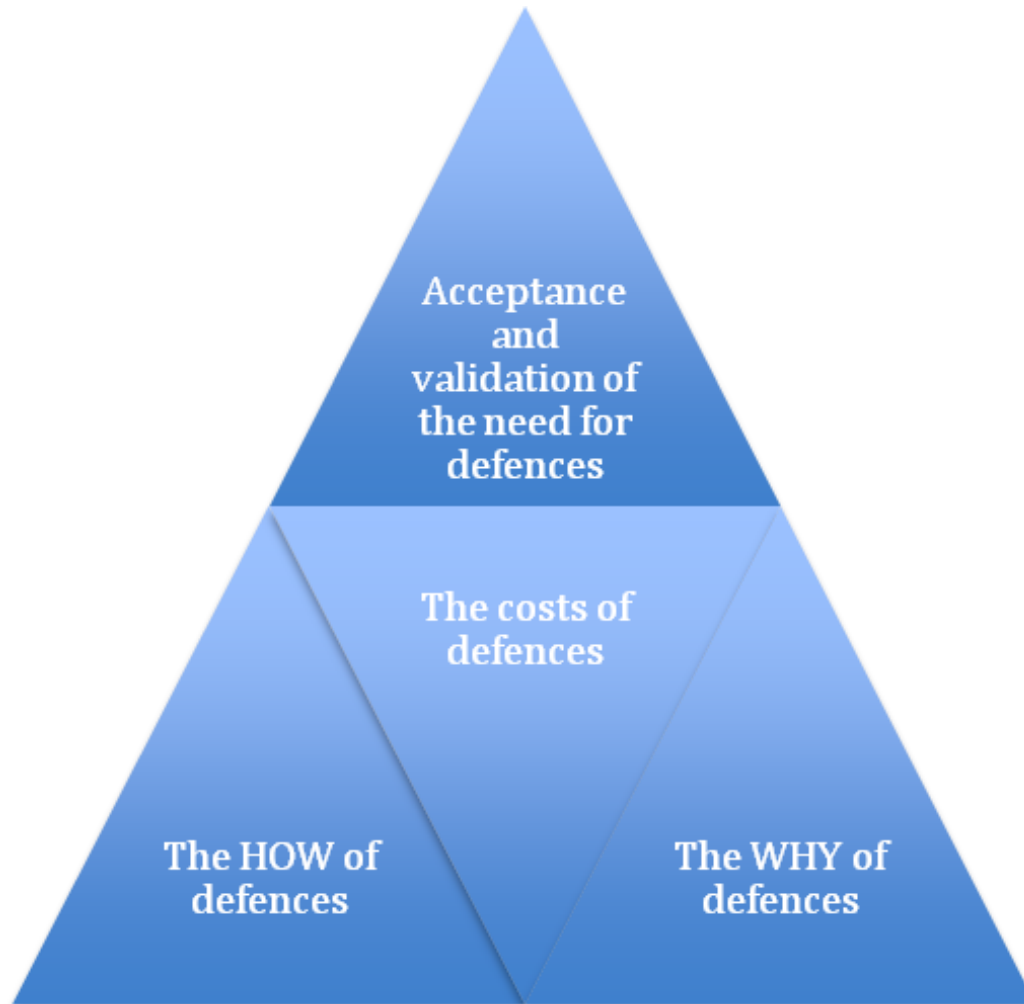 Acceptance
and
validation of
the need for
defences
The costs of
defences
The HOW of
defences
The WHY of
defences